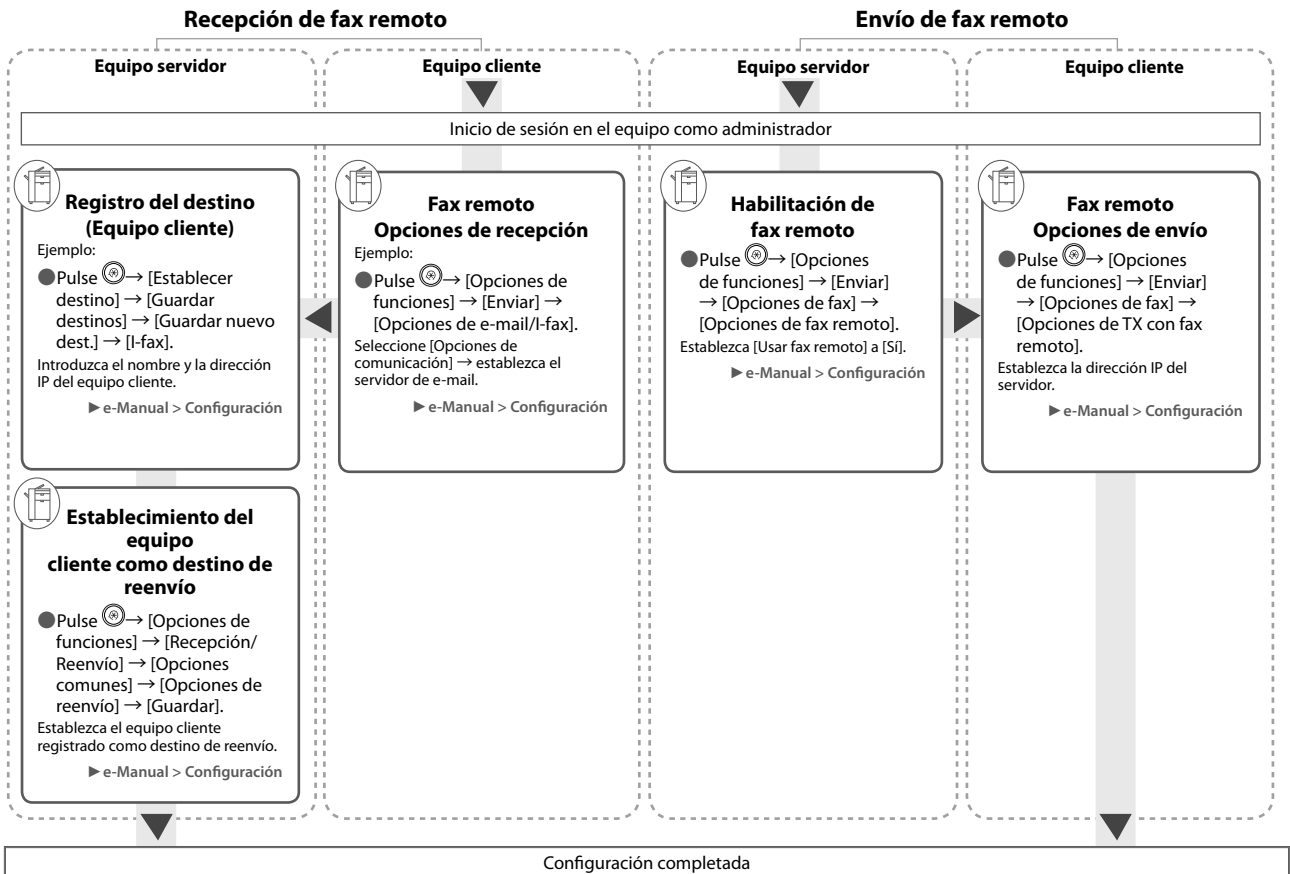 Recepción de fax remoto
Envío de fax remoto
Equipo servidor
Equipo cliente
Equipo servidor
Equipo cliente
Inicio de sesión en el equipo como administrador
Registro del destino
(Equipo cliente)
Ejemplo:
●Pulse → [Establecer
destino] → [Guardar
destinos] → [Guardar nuevo
dest.] → [I-fax].
Introduzca el nombre y la dirección
IP del equipo cliente.
►e-Manual > Configuración
Fax remoto
Opciones de recepción
Ejemplo:
●Pulse → [Opciones de
funciones] → [Enviar] →
[Opciones de e-mail/I-fax].
Seleccione [Opciones de
comunicación] → establezca el
servidor de e-mail.
►e-Manual > Configuración
Habilitación de
fax remoto
●Pulse → [Opciones
de funciones] → [Enviar]
→ [Opciones de fax] →
[Opciones de fax remoto].
Establezca [Usar fax remoto] a [Sí].
►e-Manual > Configuración
Fax remoto
Opciones de envío
●Pulse → [Opciones
de funciones] → [Enviar]
→ [Opciones de fax] →
[Opciones de TX con fax
remoto].
Establezca la dirección IP del
servidor.
►e-Manual > Configuración
Establecimiento del
equipo
cliente como destino de
reenvío
●Pulse → [Opciones de
funciones] → [Recepción/
Reenvío] → [Opciones
comunes] → [Opciones de
reenvío] → [Guardar].
Establezca el equipo cliente
registrado como destino de reenvío.
►e-Manual > Configuración
Configuración completada